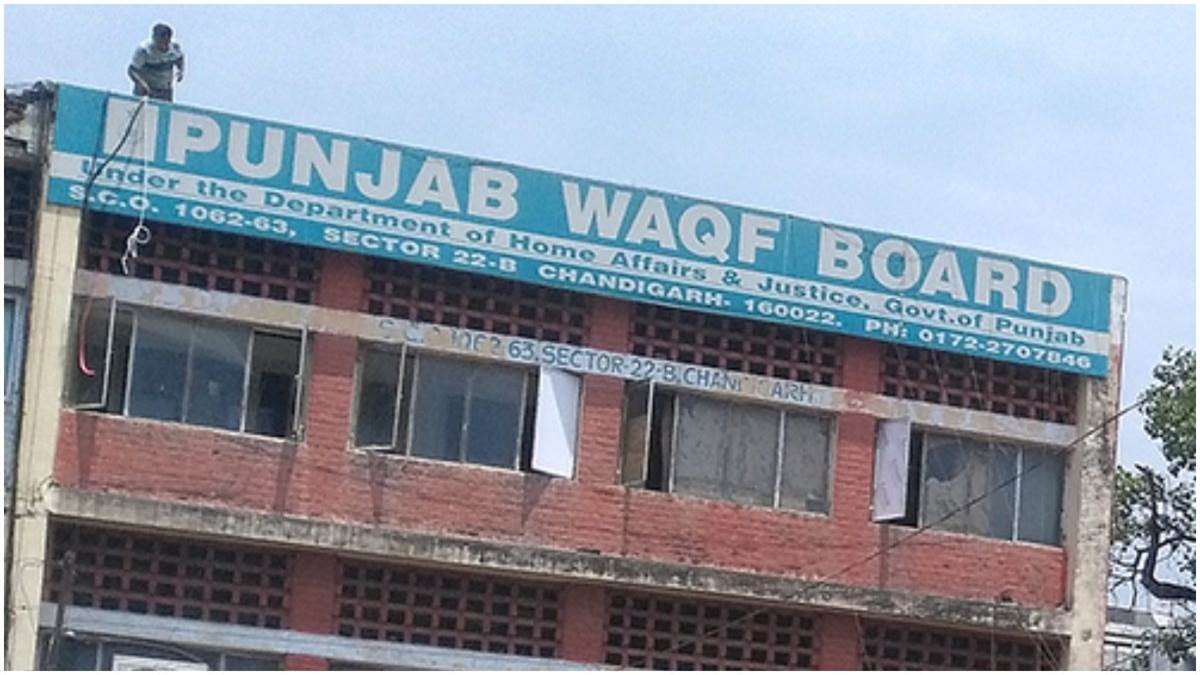 PUNJAB WAQF BOARD
Under the Department of Home Affairs & Justice, Govt.of Punjab
S.C.O. 1062-63, SECTOR 22-B CHANDIGARH- 160022. PH: 0172-2707846
63,SECTOR-22-B,